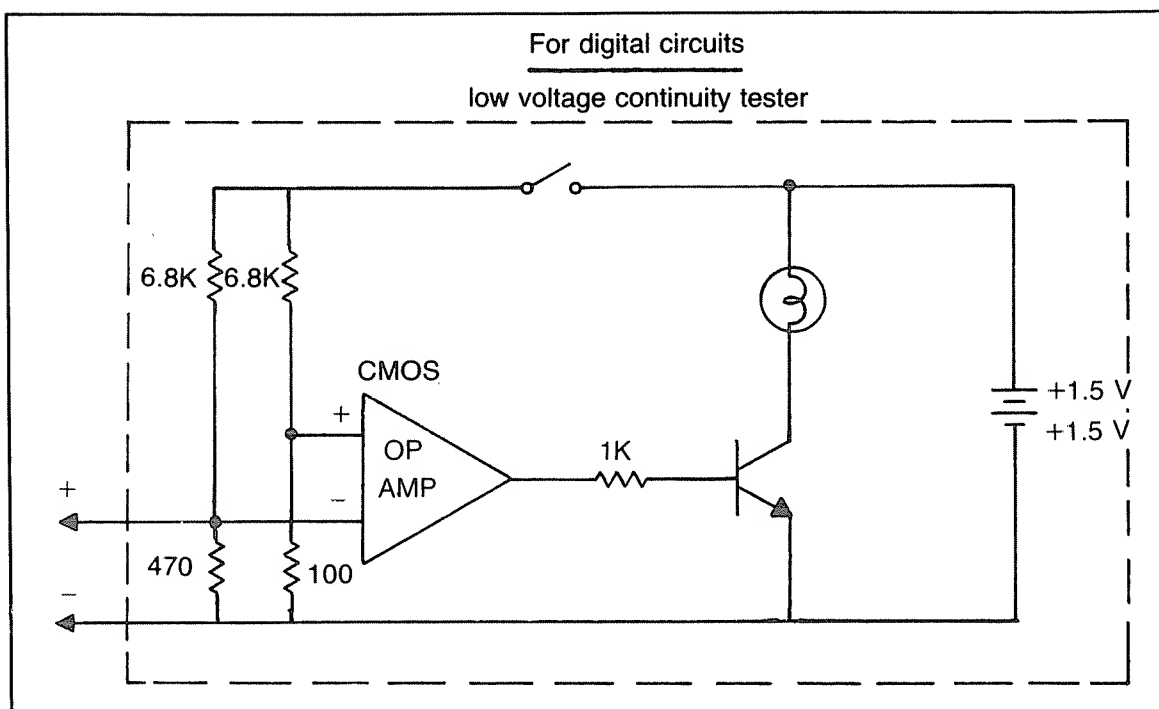 For digital circuits
low voltage continuity tester
6.8K 6.8K
CMOS
+
OP
AMP
−
1K
+1.5 V
+1.5 V
+
470
100
−